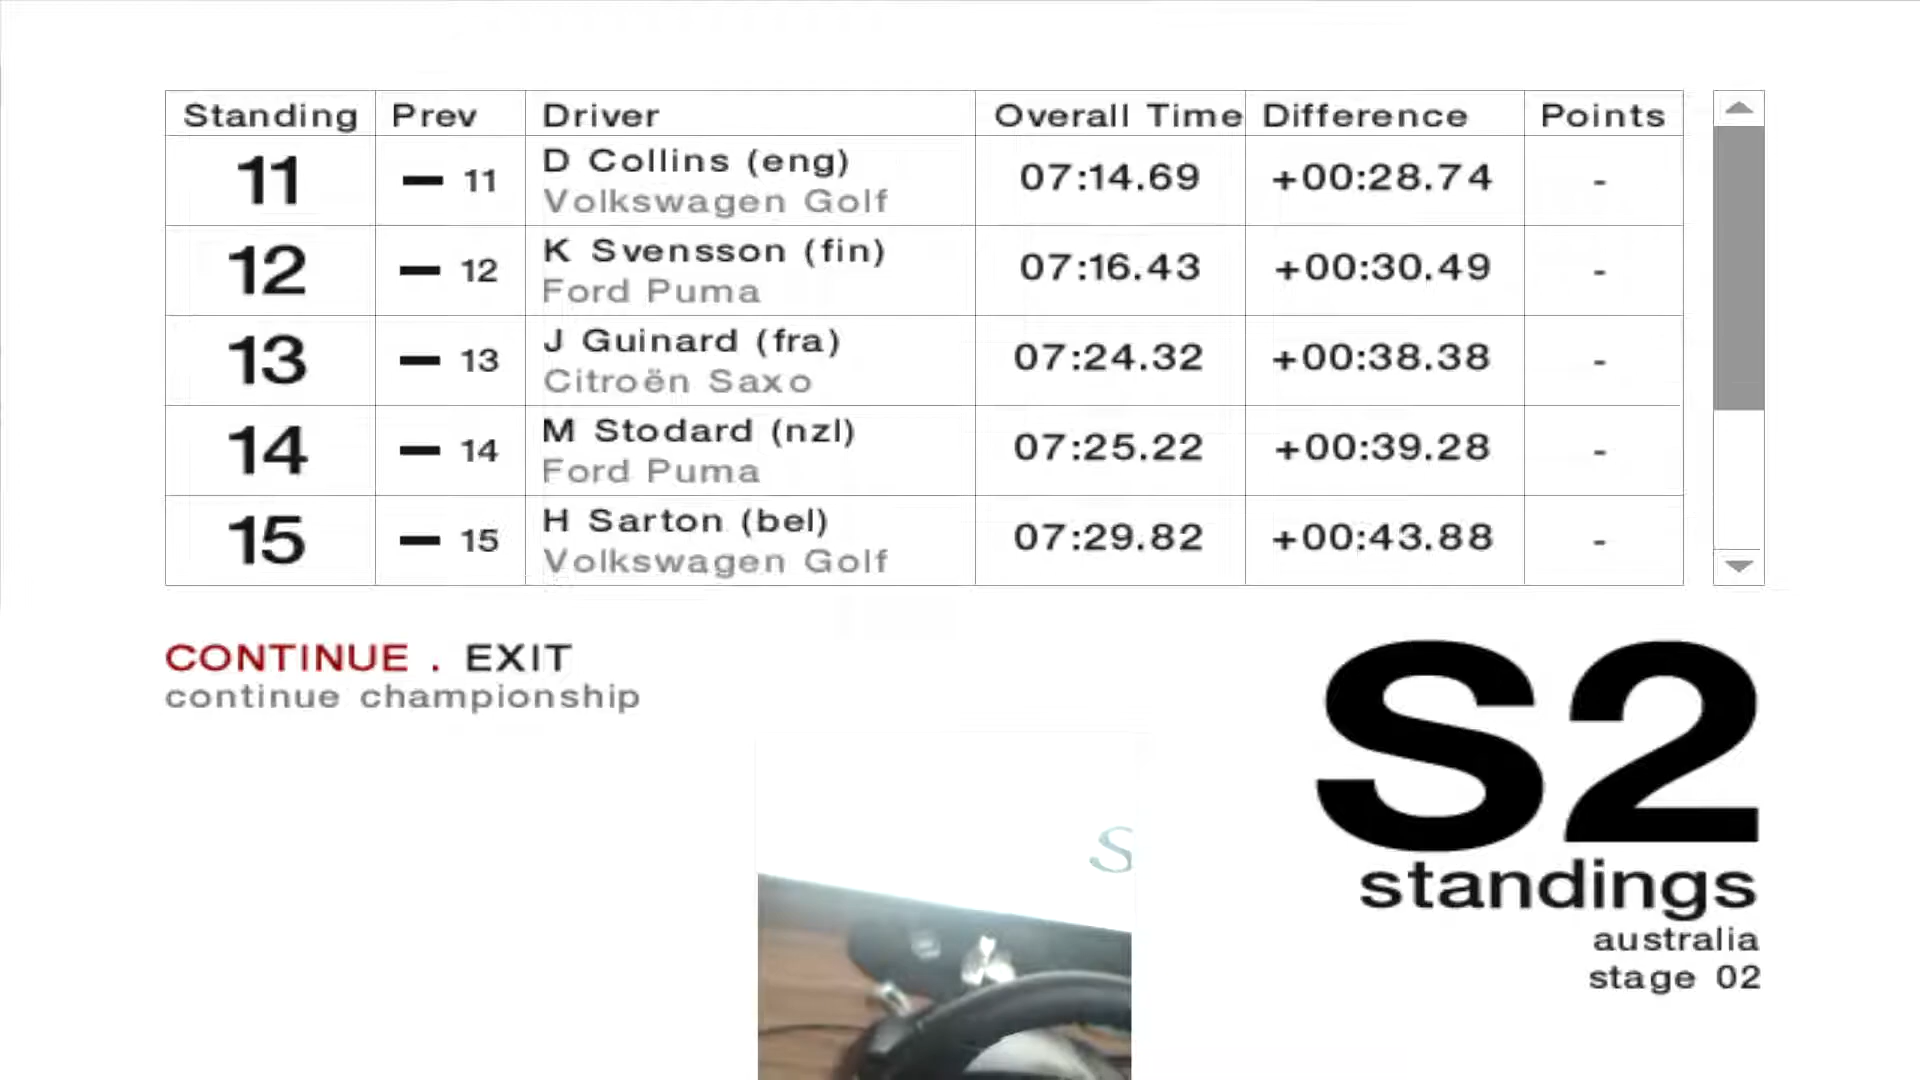 Standing Prev Driver Overall Time Difference Points
11 — 11 D Collins (eng) 07:14.69 +00:28.74 -
Volkswagen Golf
12 — 12 K Svensson (fin) 07:16.43 +00:30.49 -
Ford Puma
13 — 13 J Guinard (fra) 07:24.32 +00:38.38 -
Citroën Saxo
14 — 14 M Stodard (nzl) 07:25.22 +00:39.28 -
Ford Puma
15 — 15 H Sarton (bel) 07:29.82 +00:43.88 -
Volkswagen Golf
CONTINUE . EXIT
continue championship
S2
standings
australia
stage 02
S